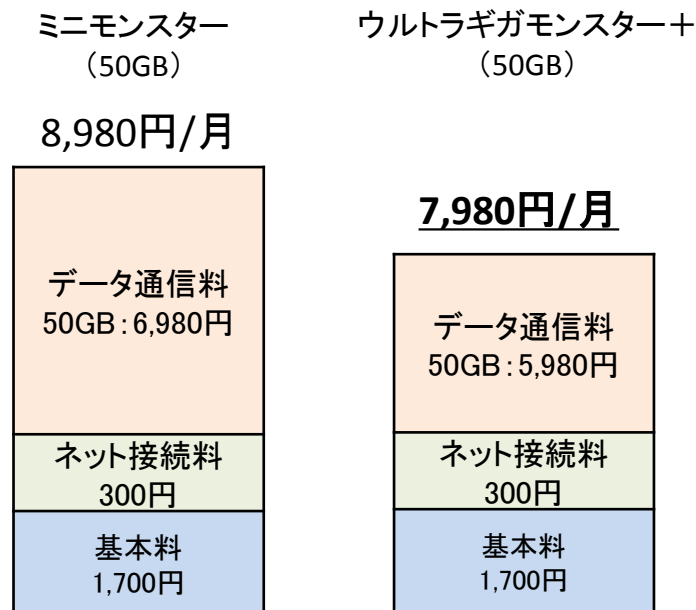 ミニモンスター
（50GB）
8,980円/月
データ通信料
50GB：6,980円
ネット接続料
300円
基本料
1,700円
ウルトラギガモンスター＋
（50GB）
7,980円/月
データ通信料
50GB：5,980円
ネット接続料
300円
基本料
1,700円